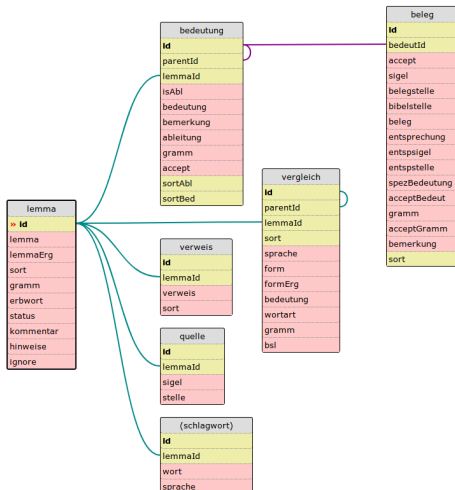 bedeutung
id
parentId
lemmaId
isAbl
bedeutung
bemerkung
ableitung
gramm
accept
sortAbl
sortBed
beleg
id
bedeutId
accept
sigel
belegstelle
bibelstelle
beleg
entsprechung
entspsigel
entspstelle
spezBedeutung
acceptBedeut
gramm
acceptGramm
bemerkung
sort
vergleich
id
parentId
lemmaId
sort
sprache
form
formErg
bedeutung
wortart
gramm
bsl
lemma
» id
lemma
lemmaErg
sort
gramm
erbwort
status
kommentar
hinweise
ignore
verweis
id
lemmaId
verweis
sort
quelle
id
lemmaId
sigel
stelle
(schlagwort)
id
lemmaId
wort
sprache